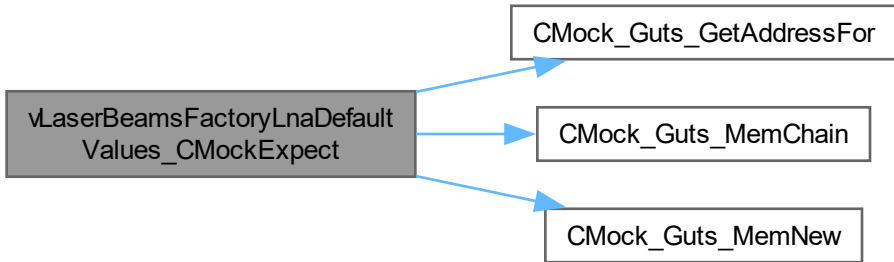 vLaserBeamsFactoryLnaDefault
Values_CMockExpect
CMock_Guts_GetAddressFor
CMock_Guts_MemChain
CMock_Guts_MemNew